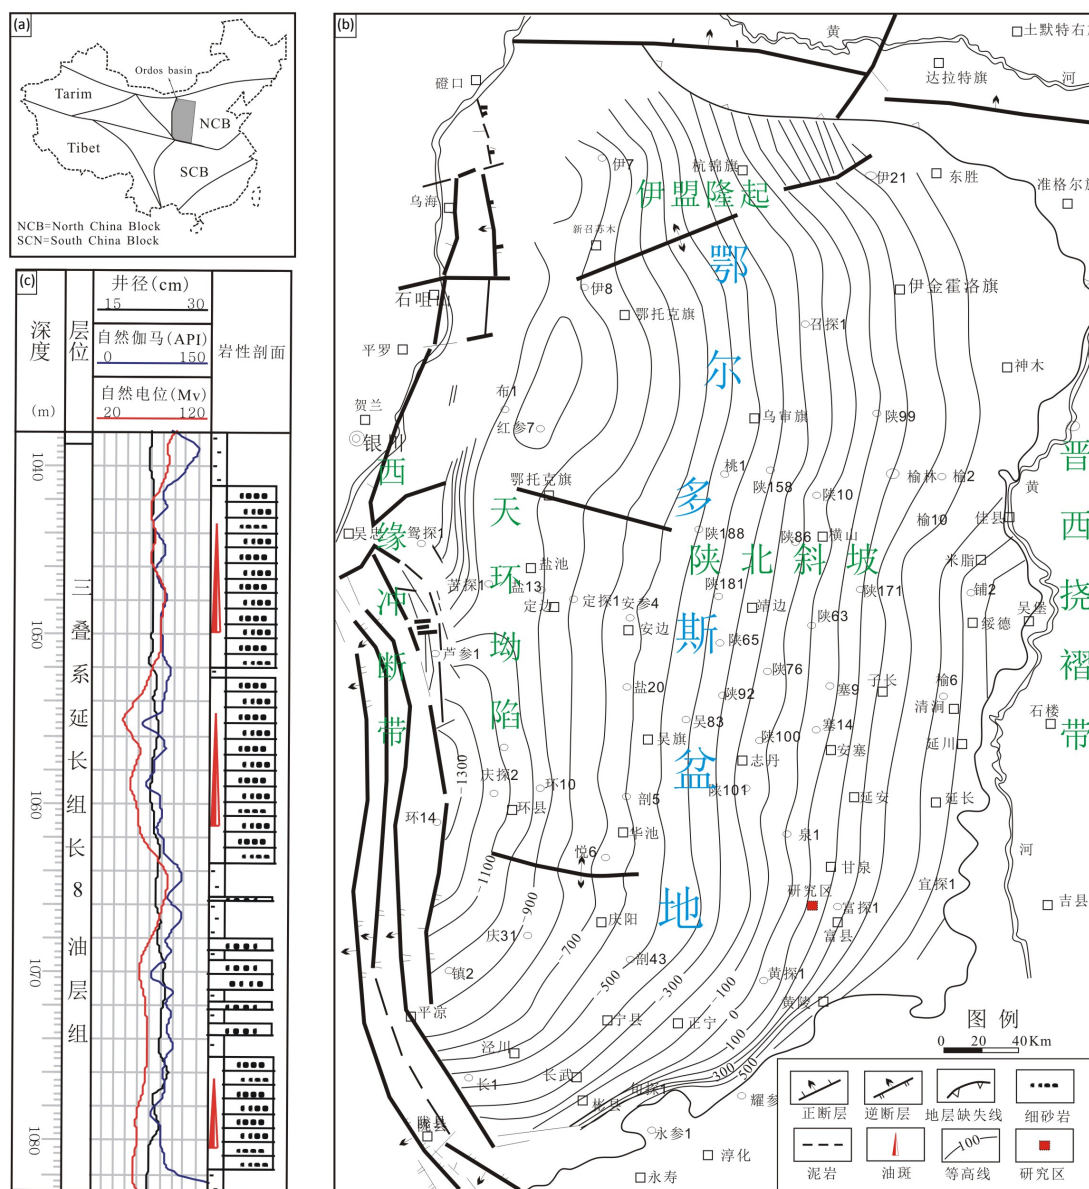 (a)
Ordos basin
Tarim
NCB
Tibet
SCB
NCB=North China Block
SCN=South China Block
(c)
深度
(m)
层位
井径(cm)
15 30
自然伽马(API)
0 150
自然电位(Mv)
20 120
岩性剖面
1040
1050
1060
1070
1080
三叠系延长组长8油层组
(b)
黄
土默特右
磴口
达拉特旗
河
伊7
杭锦旗
伊21
东胜
准格尔旗
乌海
伊盟隆起
新召苏木
鄂尔多斯盆地
石咀山
伊8
鄂托克旗
伊金霍洛旗
召探1
平罗
神木
布1
贺兰
红参7
乌审旗
陕99
银川
西缘冲断带
天环坳陷
陕北斜坡
晋西挠褶带
鄂托克旗
桃1
陕158
陕10
榆林
榆2
黄
吴忠
鸳探1
陕188
陕86
横山
榆10
佳县
米脂
苦探1
盐池
盐13
定边
定探1
安参4
陕181
靖边
陕171
铺2
吴堡
绥德
陕63
安边
陕65
芦参1
陕76
盐20
陕92
塞9
子长
榆6
清涧
石楼
吴83
塞14
吴旗
陕100
安塞
延川
志丹
-1300
庆探2
环10
陕101
环县
剖5
延安
延长
环14
华池
泉1
河
悦6
甘泉
-1100
研究区
宜探1
-900
富探1
吉县
庆31
庆阳
富县
-700
剖43
镇2
黄探1
-500
-300
-100
黄陵
平凉
宁县
正宁
0
图例
100
0 20 40Km
泾川
长1
长武
旬探1
300
500
彬县
耀参
陇县
永参1
淳化
永寿
正断层
逆断层
地层缺失线
细砂岩
100
泥岩
油斑
等高线
研究区